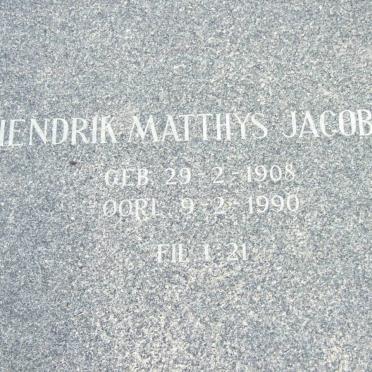 HENDRIK MATTHYS JACOB
GEB. 29-2-1908
OORL. 9-2-1990
FIL 1:21